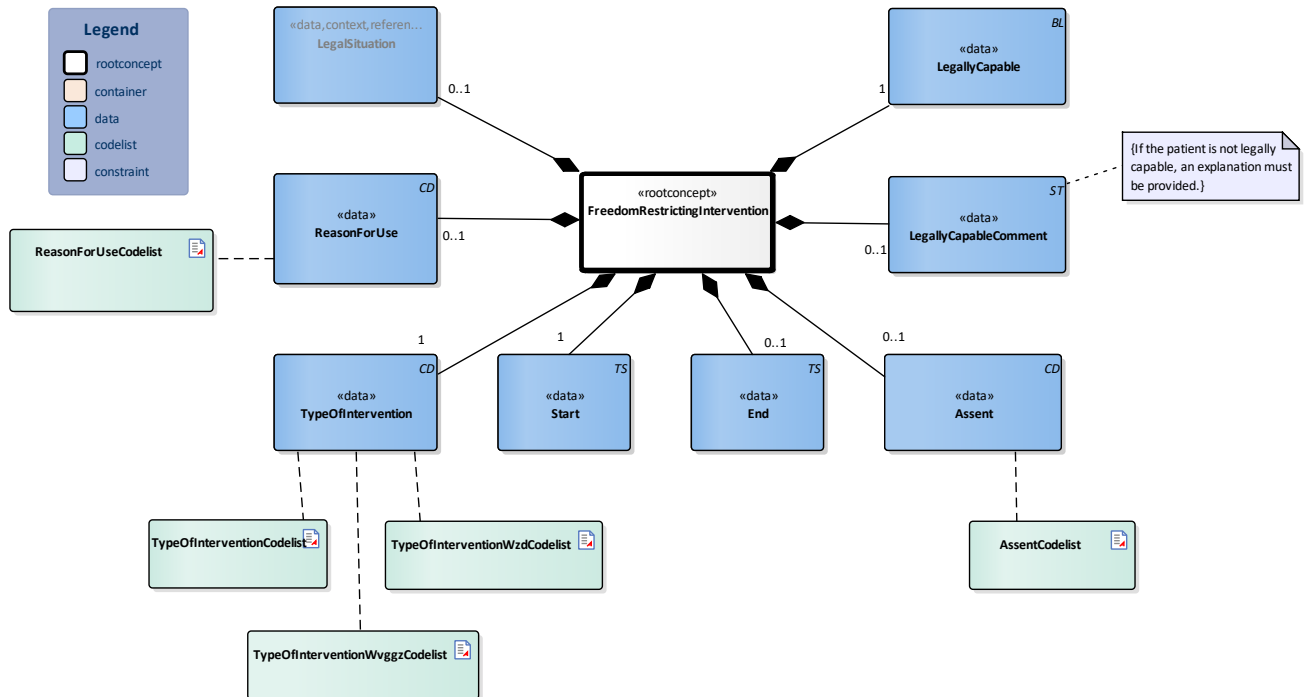 Legend
rootconcept
container
data
codelist
constraint
«data,context,referen...
LegalSituation
0..1
BL
«data»
LegallyCapable
1
{If the patient is not legally
capable, an explanation must
be provided.}
«rootconcept»
FreedomRestrictingIntervention
CD
«data»
ReasonForUse
0..1
ST
«data»
LegallyCapableComment
0..1
ReasonForUseCodelist
1
1
0..1
0..1
CD
«data»
TypeOfIntervention
TS
«data»
Start
TS
«data»
End
CD
«data»
Assent
TypeOfInterventionCodelist
TypeOfInterventionWzdCodelist
AssentCodelist
TypeOfInterventionWvggzCodelist